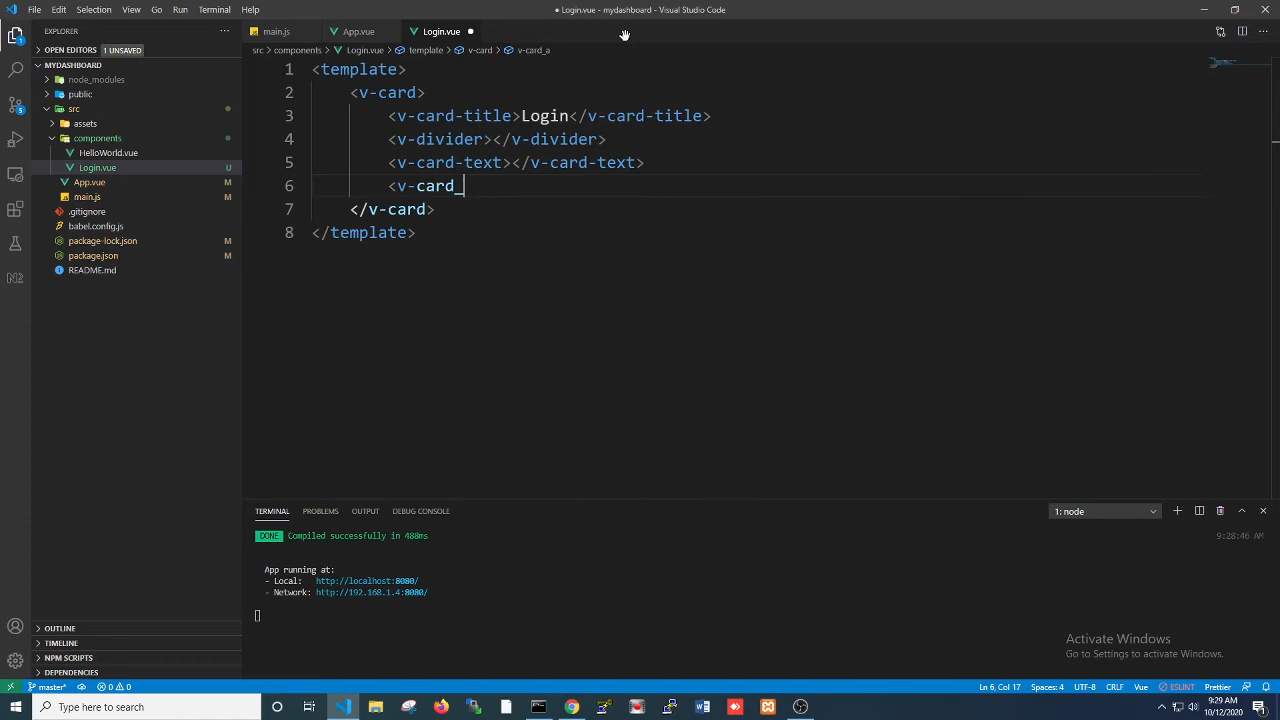 File Edit Selection View Go Run Terminal Help
● Login.vue - mydashboard - Visual Studio Code
EXPLORER
···
main.js
App.vue
Login.vue ●
OPEN EDITORS 1 UNSAVED
src > components > Login.vue > template > v-card > v-card_a
MYDASHBOARD
node_modules
public
src
assets
components
HelloWorld.vue
Login.vue U
App.vue M
main.js M
.gitignore
babel.config.js
package-lock.json M
package.json M
README.md
1 <template>
2 <v-card>
3 <v-card-title>Login</v-card-title>
4 <v-divider></v-divider>
5 <v-card-text></v-card-text>
6 <v-card_
7 </v-card>
8 </template>
TERMINAL PROBLEMS OUTPUT DEBUG CONSOLE
1: node
DONE Compiled successfully in 488ms
9:28:46 AM
App running at:
- Local: http://localhost:8080/
- Network: http://192.168.1.4:8080/
OUTLINE
TIMELINE
NPM SCRIPTS
DEPENDENCIES
Activate Windows
Go to Settings to activate Windows.
master* 0 0
Ln 6, Col 17 Spaces: 4 UTF-8 CRLF Vue ESLINT Prettier
Type here to search
9:29 AM
10/12/2020